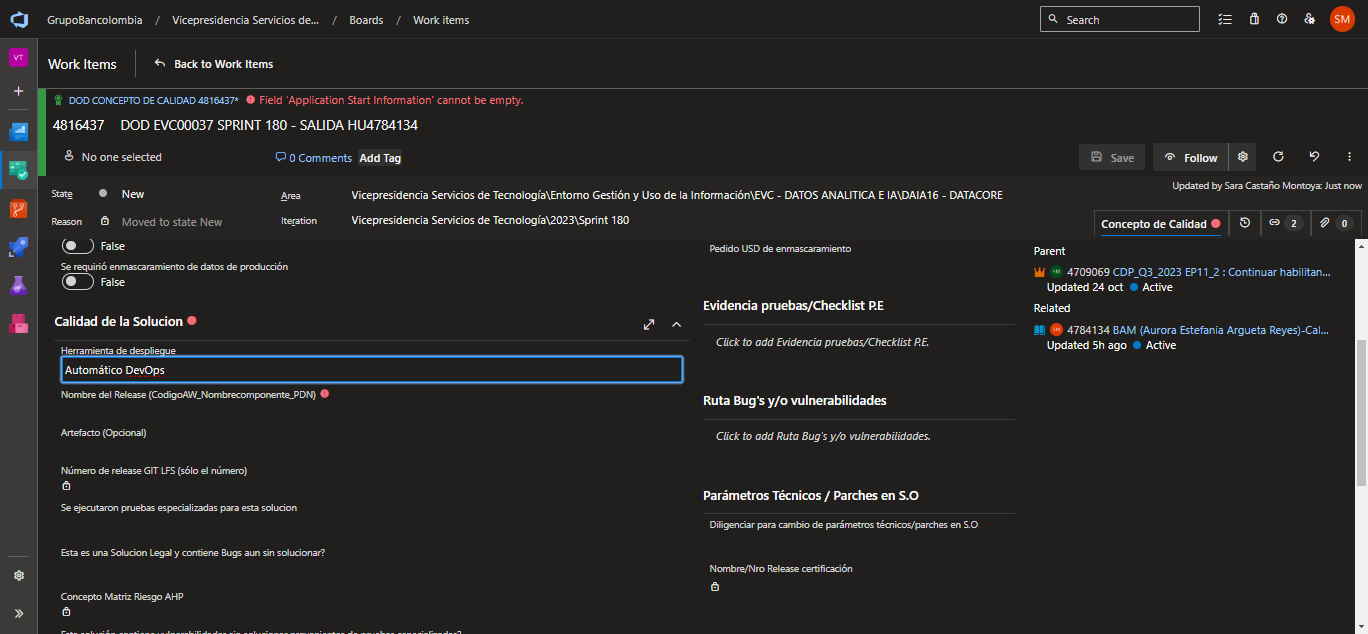 GrupoBancolombia / Vicepresidencia Servicios de... / Boards / Work items
Search
SM
VT
Work Items
Back to Work Items
DOD CONCEPTO DE CALIDAD 4816437* Field 'Application Start Information' cannot be empty.
4816437 DOD EVC00037 SPRINT 180 - SALIDA HU4784134
No one selected
0 Comments
Add Tag
Save
Follow
State
New
Area
Vicepresidencia Servicios de Tecnología\Entorno Gestión y Uso de la Información\EVC - DATOS ANALITICA E IA\DAIA16 - DATACORE
Updated by Sara Castaño Montoya: Just now
Reason
Moved to state New
Iteration
Vicepresidencia Servicios de Tecnología\2023\Sprint 180
Concepto de Calidad
2
0
False
Se requirió enmascaramiento de datos de producción
False
Calidad de la Solucion
Herramienta de despliegue
Automático DevOps
Nombre del Release (CodigoAW_Nombrecomponente_PDN)
Artefacto (Opcional)
Número de release GIT LFS (sólo el número)
Se ejecutaron pruebas especializadas para esta solucion
Esta es una Solucion Legal y contiene Bugs aun sin solucionar?
Concepto Matriz Riesgo AHP
Pedido USD de enmascaramiento
Evidencia pruebas/Checklist P.E
Click to add Evidencia pruebas/Checklist P.E.
Ruta Bug's y/o vulnerabilidades
Click to add Ruta Bug's y/o vulnerabilidades.
Parámetros Técnicos / Parches en S.O
Diligenciar para cambio de parámetros técnicos/parches en S.O
Nombre/Nro Release certificación
Parent
4709069 CDP_Q3_2023 EP11_2 : Continuar habilitan...
Updated 24 oct Active
Related
4784134 BAM (Aurora Estefania Argueta Reyes)-Cal...
Updated 5h ago Active